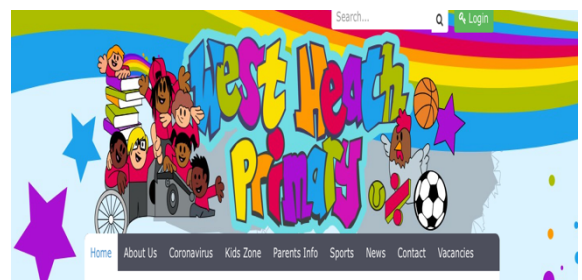 Search...
Login
West Heath
Primary
Home About Us Coronavirus Kids Zone Parents Info Sports News Contact Vacancies